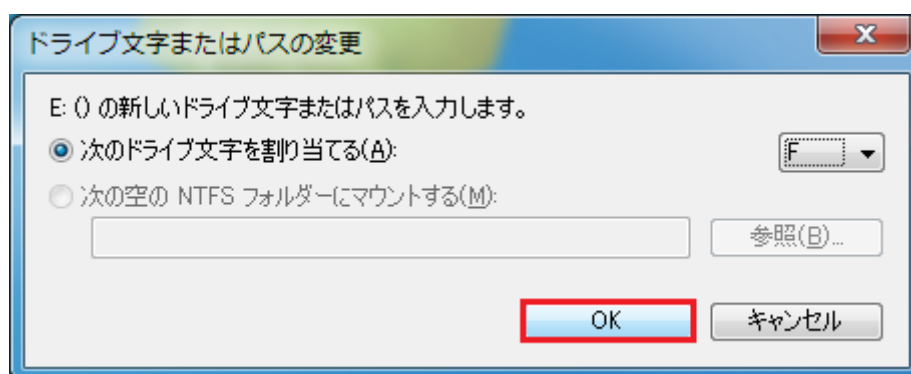 ドライブ文字またはパスの変更
E: () の新しいドライブ文字またはパスを入力します。
次のドライブ文字を割り当てる(A):
F
次の空の NTFS フォルダーにマウントする(M):
参照(B)...
OK
キャンセル